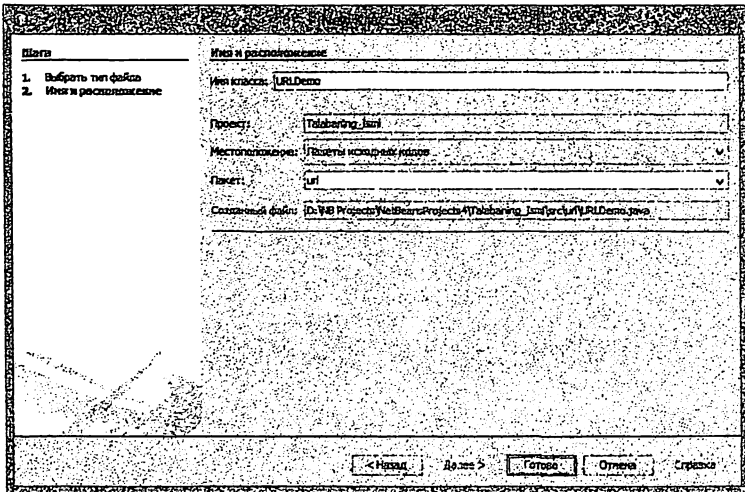 Шаги
1. Выбрать тип файла
2. Имя и расположение
Имя и расположение
Имя класса: URLDemo
Проект: Talabaning_Ismi
Местоположение: Пакеты исходных кодов
Пакет: url
Созданный файл: D:\NB Projects\NetBeansProjects4\Talabaning_Ismi\src\url\URLDemo.java
< Назад Далее > Готово Отмена Справка